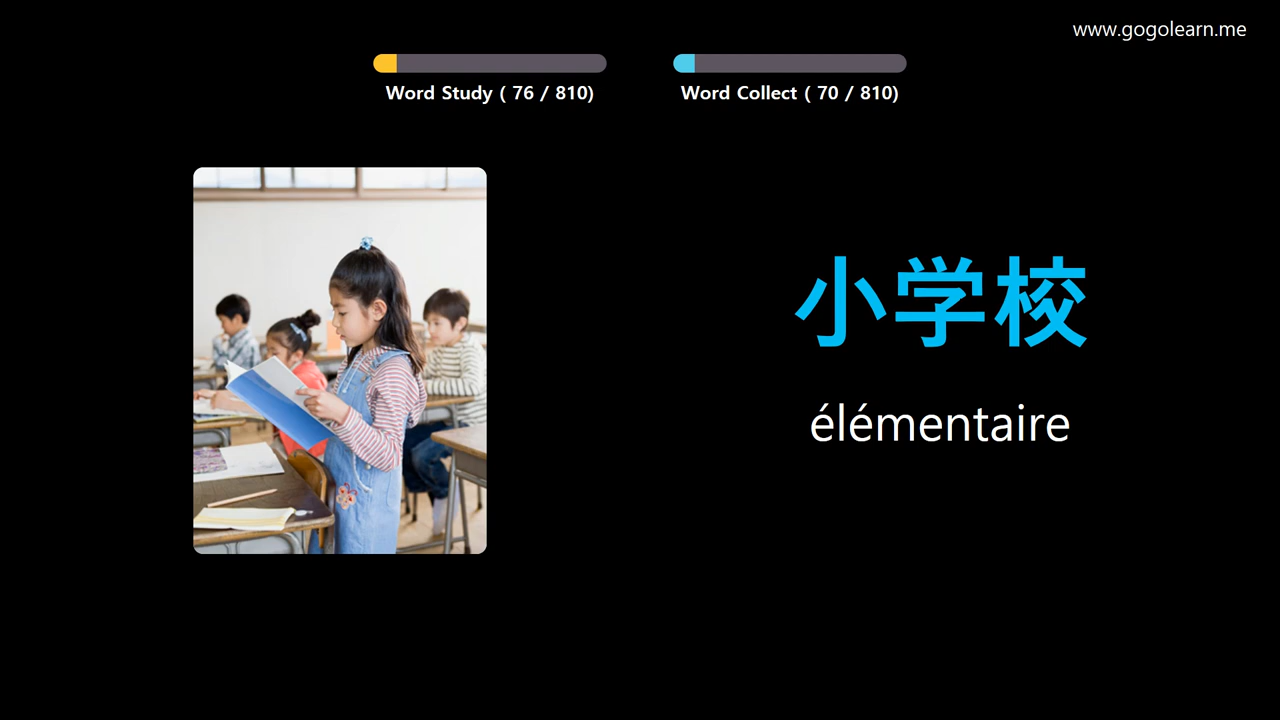 www.gogolearn.me
Word Study ( 76 / 810)
Word Collect ( 70 / 810)
小学校
élémentaire